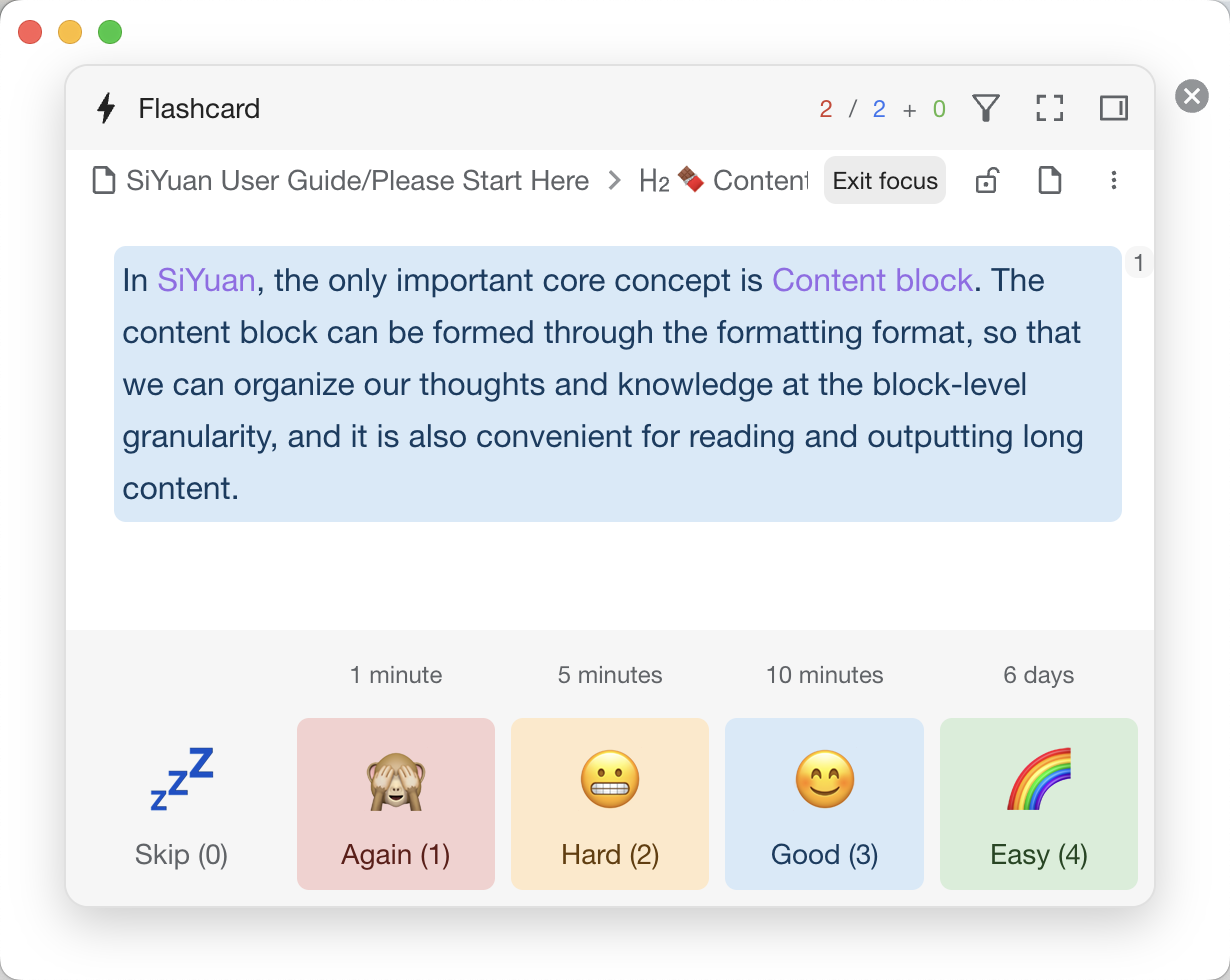 Flashcard
2 / 2 + 0
SiYuan User Guide/Please Start Here > H2 🍫 Content
Exit focus
In SiYuan, the only important core concept is Content block. The
content block can be formed through the formatting format, so that
we can organize our thoughts and knowledge at the block-level
granularity, and it is also convenient for reading and outputting long
content.
1
1 minute
5 minutes
10 minutes
6 days
zzZ
Skip (0)
Again (1)
Hard (2)
Good (3)
Easy (4)